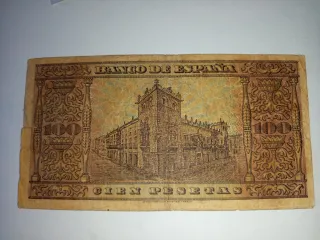 BANCO DE ESPAÑA
100 100
CIEN PESETAS